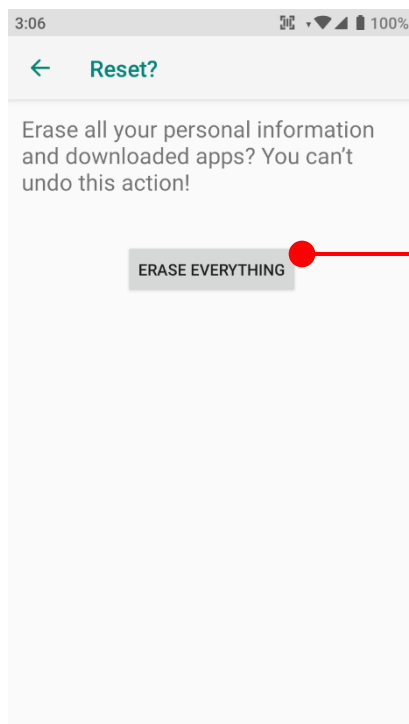 3:06 100%
Reset?
Erase all your personal information
and downloaded apps? You can’t
undo this action!
ERASE EVERYTHING